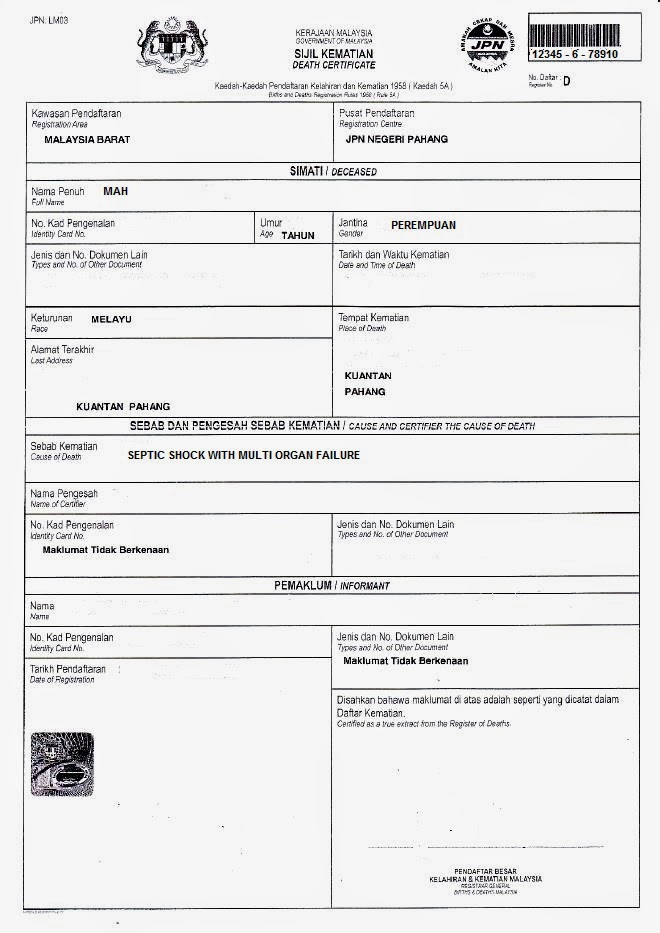 JPN. LM03
KERAJAAN MALAYSIA
GOVERNMENT OF MALAYSIA
SIJIL KEMATIAN
DEATH CERTIFICATE
JPN
AMALAN KITA
12345 - 6 - 78910
Kaedah-Kaedah Pendaftaran Kelahiran dan Kematian 1958 ( Kaedah 5A )
Births and Deaths Registration Rules 1958 ( Rule 5A )
No. Daftar : D
Register No.
Kawasan Pendaftaran
Registration Area
MALAYSIA BARAT
Pusat Pendaftaran
Registration Centre
JPN NEGERI PAHANG
SIMATI / DECEASED
Nama Penuh MAH
Full Name
No. Kad Pengenalan
Identity Card No.
Umur
Age TAHUN
Jantina PEREMPUAN
Gender
Jenis dan No. Dokumen Lain
Types and No. of Other Document
Tarikh dan Waktu Kematian
Date and Time of Death
Keturunan MELAYU
Race
Tempat Kematian
Place of Death
KUANTAN
PAHANG
Alamat Terakhir
Last Address
KUANTAN PAHANG
SEBAB DAN PENGESAH SEBAB KEMATIAN / CAUSE AND CERTIFIER THE CAUSE OF DEATH
Sebab Kematian SEPTIC SHOCK WITH MULTI ORGAN FAILURE
Cause of Death
Nama Pengesah
Name of Certifier
No. Kad Pengenalan
Identity Card No.
Maklumat Tidak Berkenaan
Jenis dan No. Dokumen Lain
Types and No. of Other Document
PEMAKLUM / INFORMANT
Nama
Name
No. Kad Pengenalan
Identity Card No.
Jenis dan No. Dokumen Lain
Types and No. of Other Document
Maklumat Tidak Berkenaan
Tarikh Pendaftaran :
Date of Registration
Disahkan bahawa maklumat di atas adalah seperti yang dicatat dalam
Daftar Kematian.
Certified as a true extract from the Register of Deaths.
PENDAFTAR BESAR
KELAHIRAN & KEMATIAN MALAYSIA
REGISTRAR GENERAL
BIRTHS & DEATHS MALAYSIA